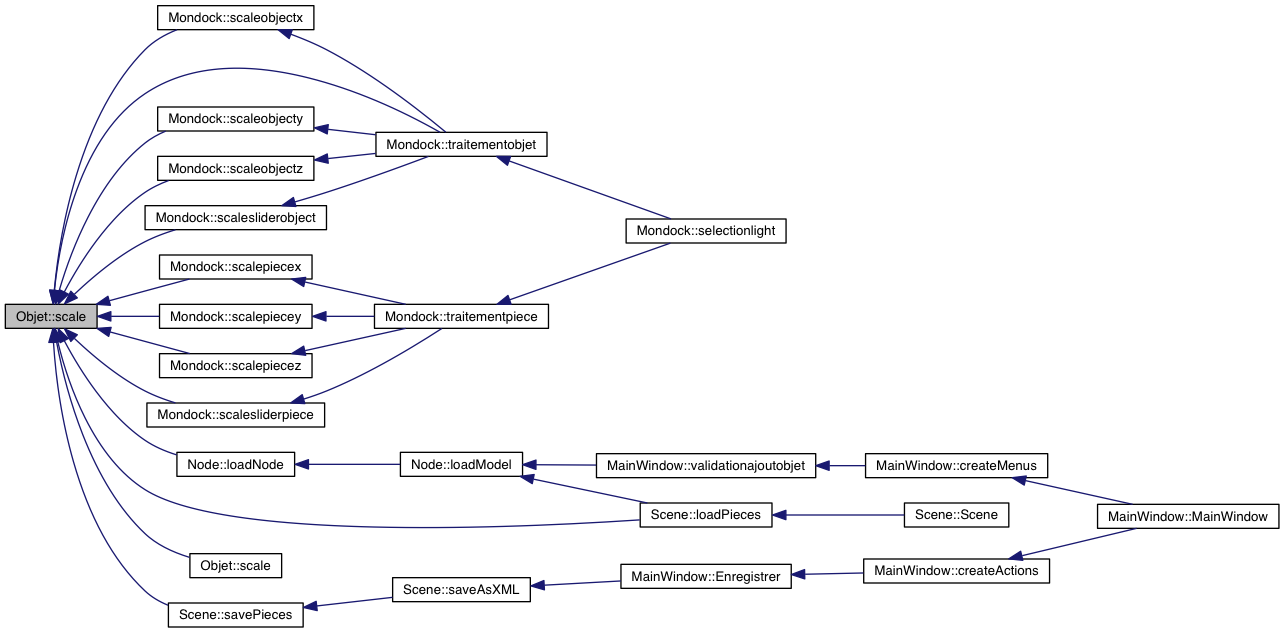 Mondock::scaleobjectx
Mondock::scaleobjecty
Mondock::traitementobjet
Mondock::scaleobjectz
Mondock::scalesliderobject
Mondock::selectionlight
Mondock::scalepiecex
Objet::scale
Mondock::scalepiecey
Mondock::traitementpiece
Mondock::scalepiecez
Mondock::scalesliderpiece
Node::loadNode
Node::loadModel
MainWindow::validationajoutobjet
MainWindow::createMenus
Scene::loadPieces
Scene::Scene
MainWindow::MainWindow
Objet::scale
MainWindow::Enregistrer
MainWindow::createActions
Scene::saveAsXML
Scene::savePieces